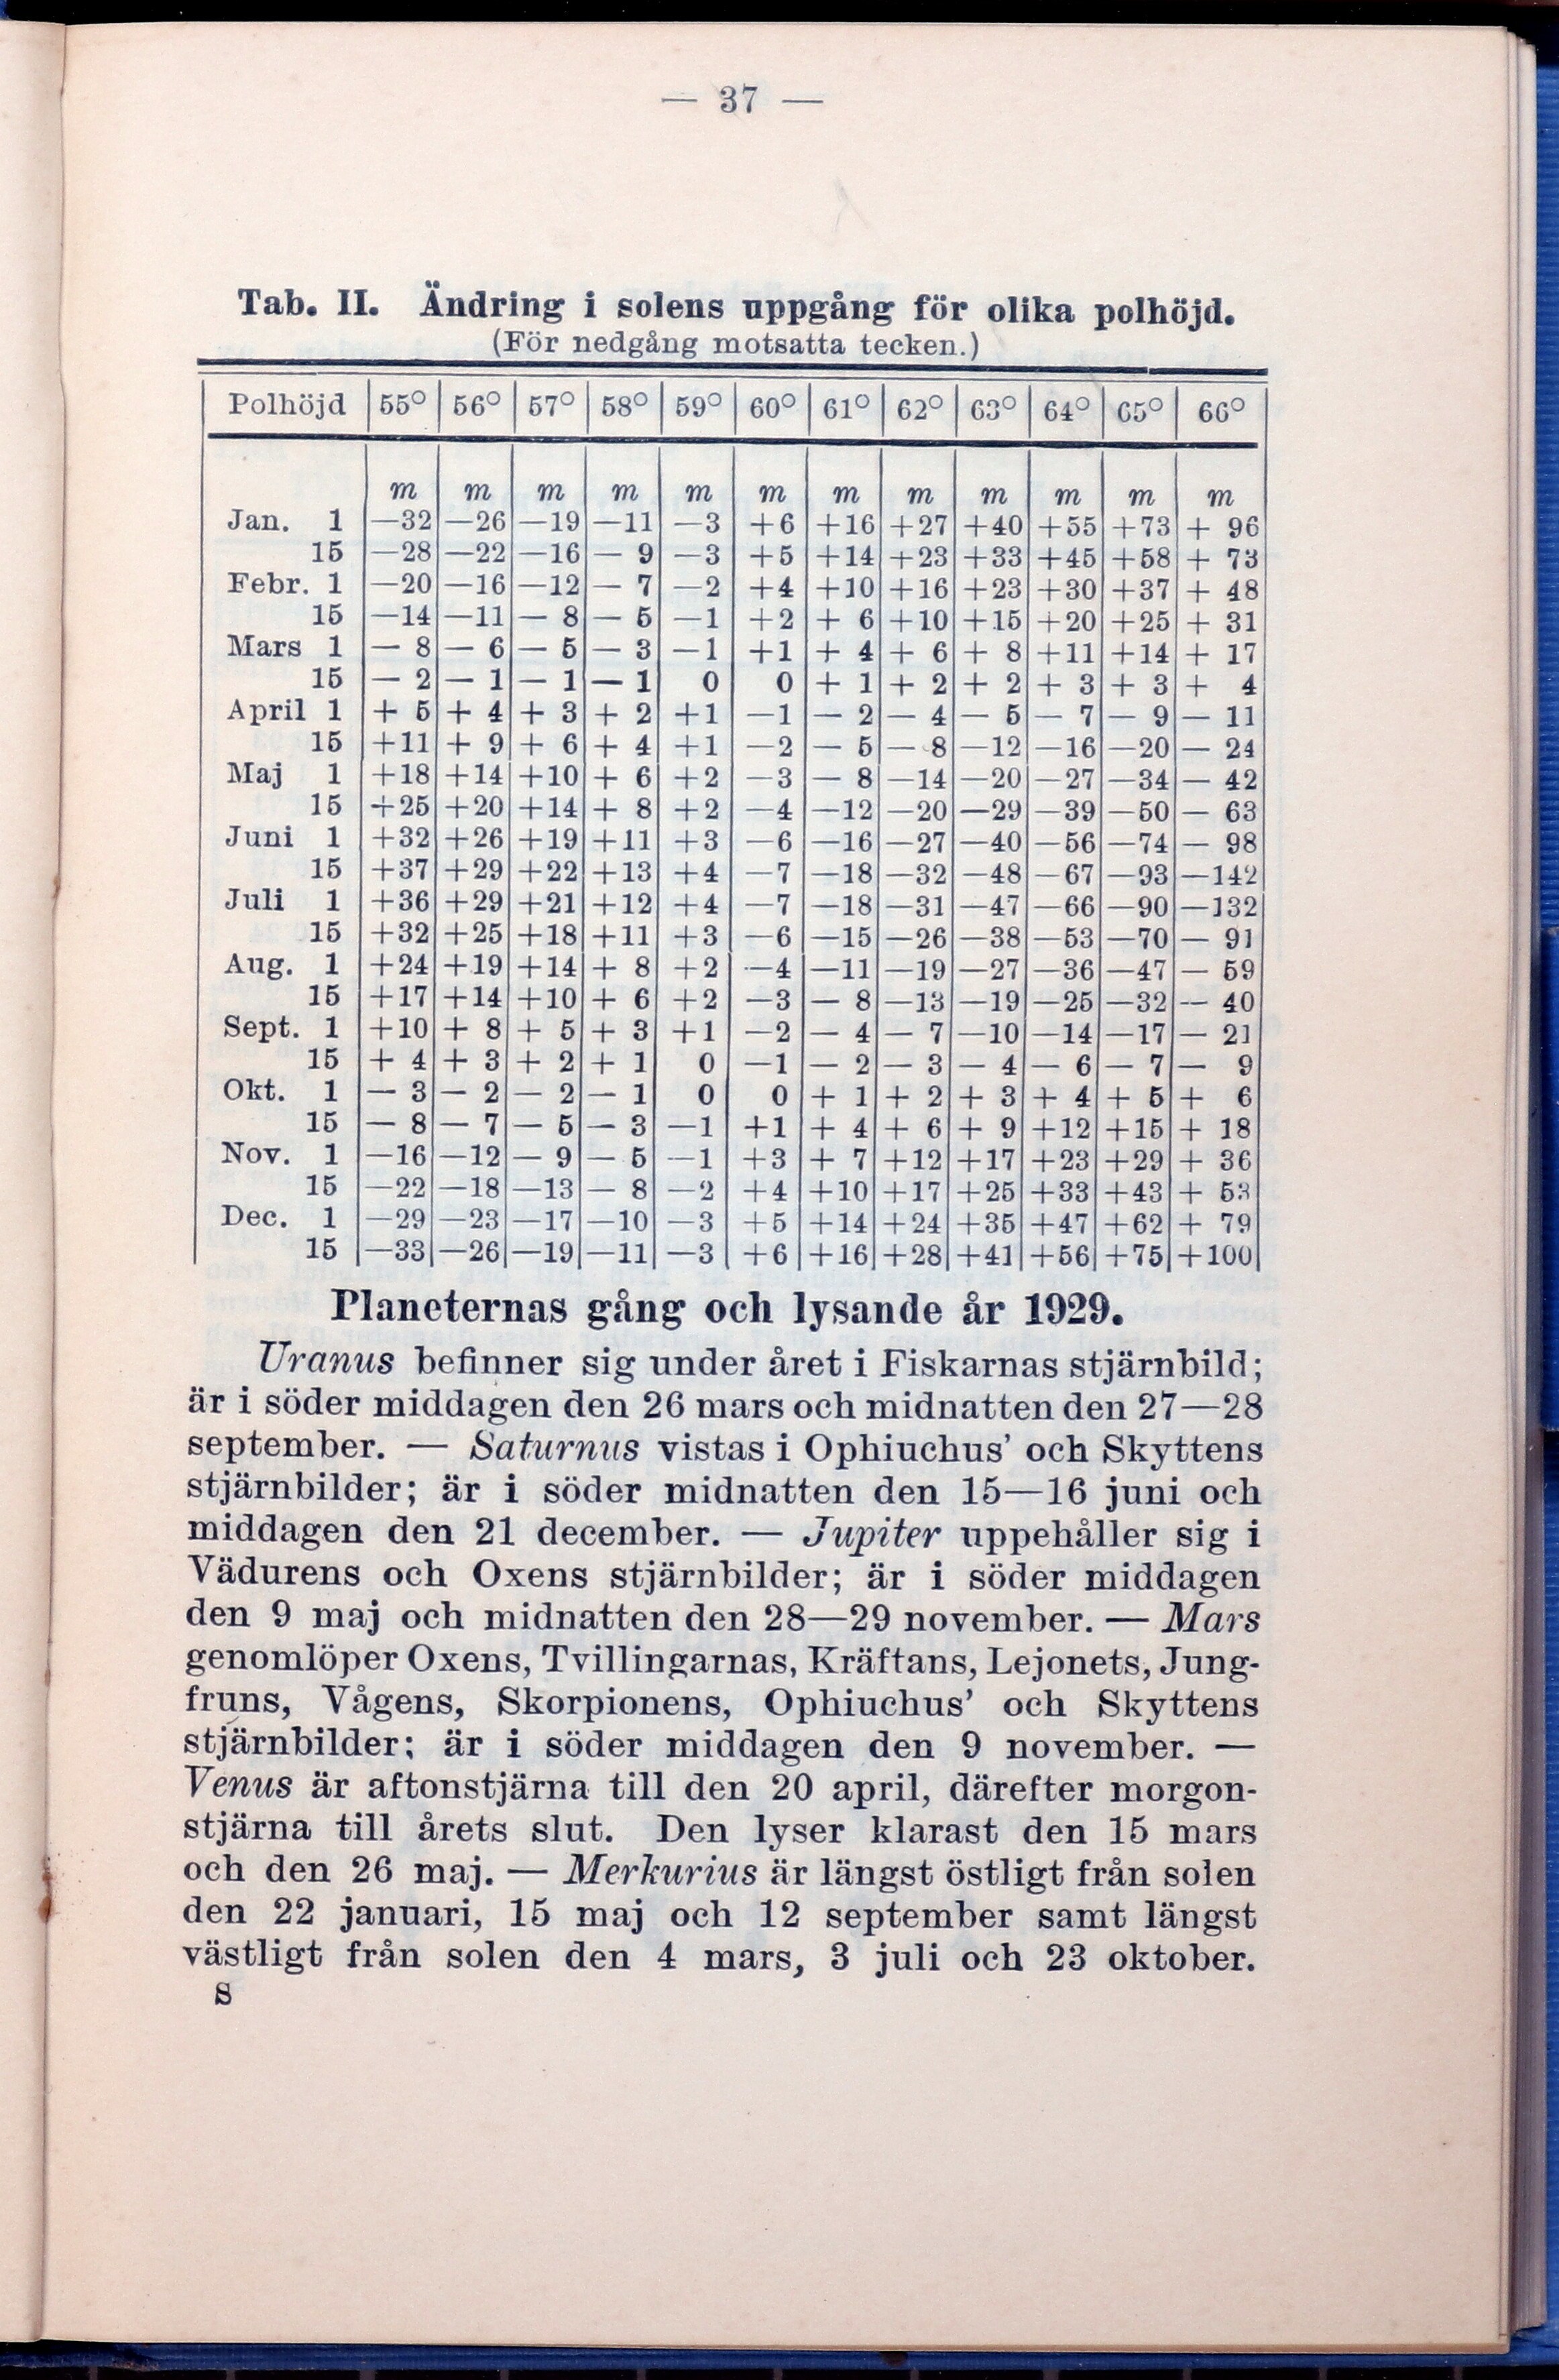 — 37 —
Tab. II. Ändring i solens uppgång för olika polhöjd.
(För nedgång motsatta tecken.)
Polhöjd 55° 56° 57° 58° 59° 60° 61° 62° 63° 64° 65° 66°
m m m m m m m m m m m m
Jan. 1 —32 —26 —19 —11 —3 +6 +16 +27 +40 +55 +73 + 96
15 —28 —22 —16 — 9 —3 +5 +14 +23 +33 +45 +58 + 73
Febr. 1 —20 —16 —12 — 7 —2 +4 +10 +16 +23 +30 +37 + 48
15 —14 —11 — 8 — 5 —1 +2 + 6 +10 +15 +20 +25 + 31
Mars 1 — 8 — 6 — 5 — 3 —1 +1 + 4 + 6 + 8 +11 +14 + 17
15 — 2 — 1 — 1 — 1 0 0 + 1 + 2 + 2 + 3 + 3 + 4
April 1 + 5 + 4 + 3 + 2 +1 —1 — 2 — 4 — 5 — 7 — 9 — 11
15 +11 + 9 + 6 + 4 +1 —2 — 5 — 8 —12 —16 —20 — 24
Maj 1 +18 +14 +10 + 6 +2 —3 — 8 —14 —20 —27 —34 — 42
15 +25 +20 +14 + 8 +2 —4 —12 —20 —29 —39 —50 — 63
Juni 1 +32 +26 +19 +11 +3 —6 —16 —27 —40 —56 —74 — 98
15 +37 +29 +22 +13 +4 —7 —18 —32 —48 —67 —93 —142
Juli 1 +36 +29 +21 +12 +4 —7 —18 —31 —47 —66 —90 —132
15 +32 +25 +18 +11 +3 —6 —15 —26 —38 —53 —70 — 91
Aug. 1 +24 +19 +14 + 8 +2 —4 —11 —19 —27 —36 —47 — 59
15 +17 +14 +10 + 6 +2 —3 — 8 —13 —19 —25 —32 — 40
Sept. 1 +10 + 8 + 5 + 3 +1 —2 — 4 — 7 —10 —14 —17 — 21
15 + 4 + 3 + 2 + 1 0 —1 — 2 — 3 — 4 — 6 — 7 — 9
Okt. 1 — 3 — 2 — 2 — 1 0 0 + 1 + 2 + 3 + 4 + 5 + 6
15 — 8 — 7 — 5 — 3 —1 +1 + 4 + 6 + 9 +12 +15 + 18
Nov. 1 —16 —12 — 9 — 5 —1 +3 + 7 +12 +17 +23 +29 + 36
15 —22 —18 —13 — 8 —2 +4 +10 +17 +25 +33 +43 + 53
Dec. 1 —29 —23 —17 —10 —3 +5 +14 +24 +35 +47 +62 + 79
15 —33 —26 —19 —11 —3 +6 +16 +28 +41 +56 +75 +100
Planeternas gång och lysande år 1929.
Uranus befinner sig under året i Fiskarnas stjärnbild;
är i söder middagen den 26 mars och midnatten den 27—28
september. — Saturnus vistas i Ophiuchus' och Skyttens
stjärnbilder; är i söder midnatten den 15—16 juni och
middagen den 21 december. — Jupiter uppehåller sig i
Vädurens och Oxens stjärnbilder; är i söder middagen
den 9 maj och midnatten den 28—29 november. — Mars
genomlöper Oxens, Tvillingarnas, Kräftans, Lejonets, Jung-
fruns, Vågens, Skorpionens, Ophiuchus' och Skyttens
stjärnbilder; är i söder middagen den 9 november. —
Venus är aftonstjärna till den 20 april, därefter morgon-
stjärna till årets slut. Den lyser klarast den 15 mars
och den 26 maj. — Merkurius är längst östligt från solen
den 22 januari, 15 maj och 12 september samt längst
västligt från solen den 4 mars, 3 juli och 23 oktober.
S